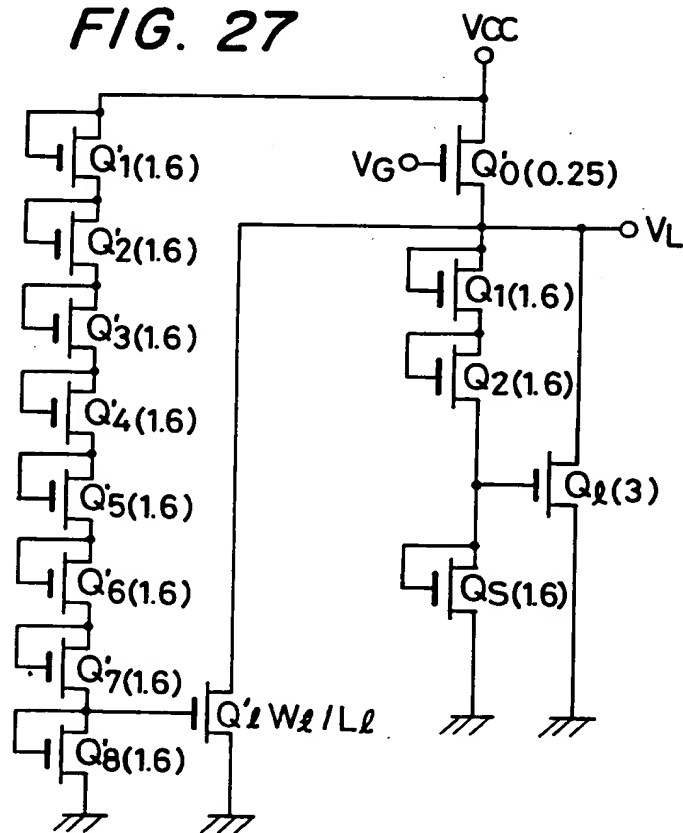 FIG. 27
VCC
Q'1(1.6)
VG
Q'0(0.25)
Q'2(1.6)
VL
Q1(1.6)
Q'3(1.6)
Q2(1.6)
Q'4(1.6)
Q'5(1.6)
Qℓ(3)
Q'6(1.6)
QS(1.6)
Q'7(1.6)
Q'ℓ Wℓ/Lℓ
Q'8(1.6)